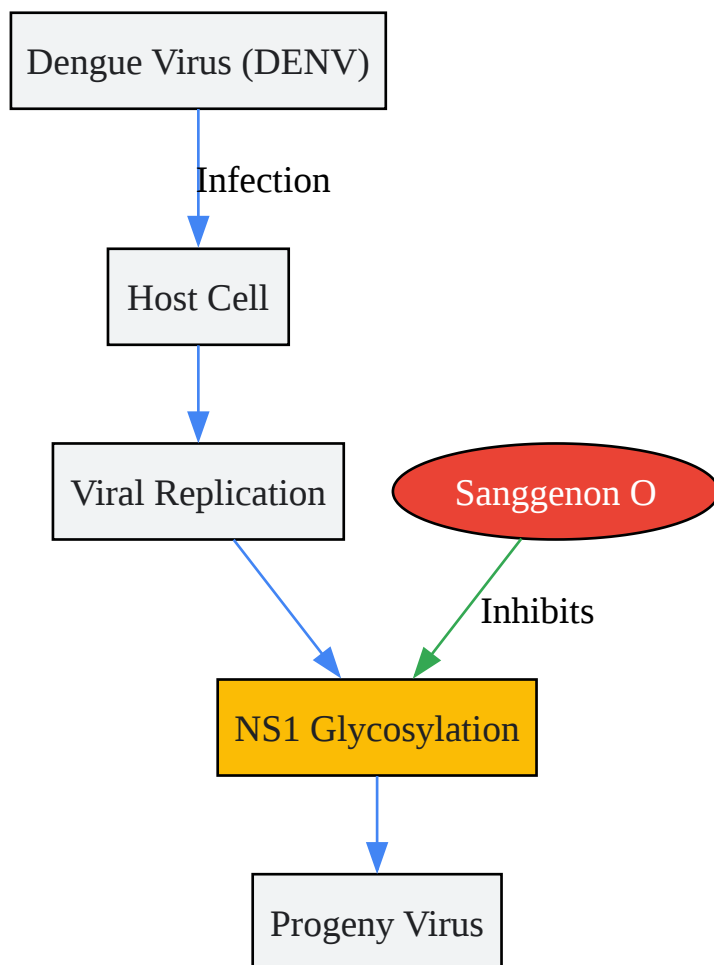 Dengue Virus (DENV)
Infection
Host Cell
Viral Replication
Sanggenon O
Inhibits
NS1 Glycosylation
Progeny Virus